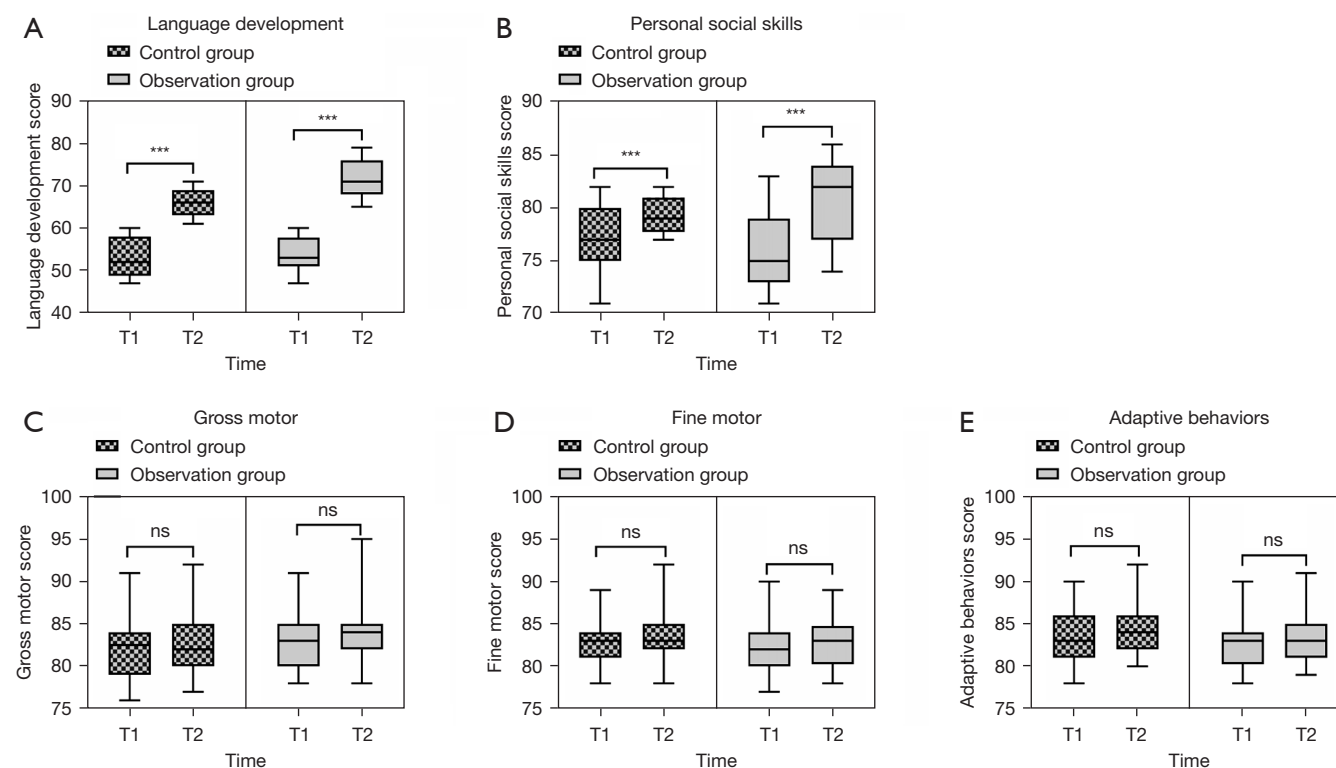 A
Language development
Control group
Observation group
Language development score
90
80
70
60
50
40
***
***
T1
T2
T1
T2
Time
B
Personal social skills
Control group
Observation group
Personal social skills score
90
85
80
75
70
***
***
T1
T2
T1
T2
Time
C
Gross motor
Control group
Observation group
Gross motor score
100
95
90
85
80
75
ns
ns
T1
T2
T1
T2
Time
D
Fine motor
Control group
Observation group
Fine motor score
100
95
90
85
80
75
ns
ns
T1
T2
T1
T2
Time
E
Adaptive behaviors
Control group
Observation group
Adaptive behaviors score
100
95
90
85
80
75
ns
ns
T1
T2
T1
T2
Time